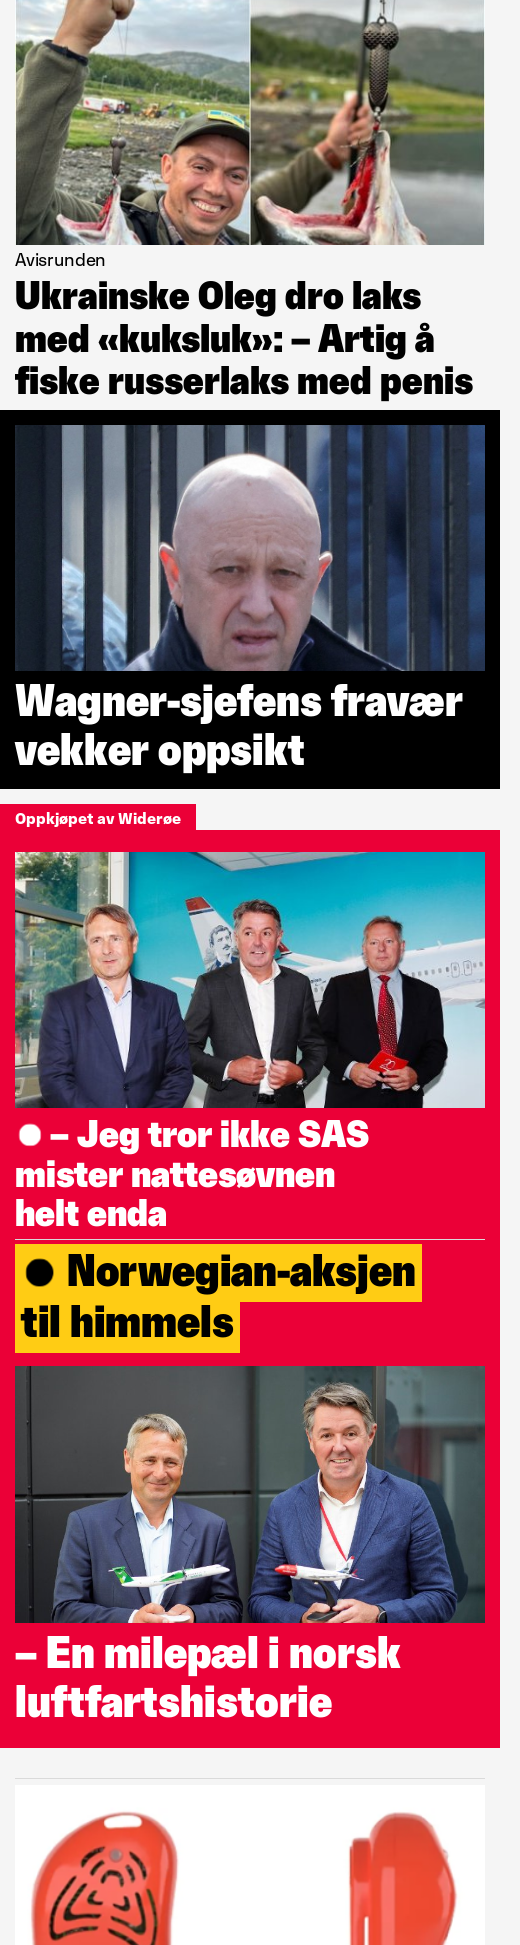 Avisrunden
Ukrainske Oleg dro laks
med «kuksluk»: – Artig å
fiske russerlaks med penis
Wagner-sjefens fravær
vekker oppsikt
Oppkjøpet av Widerøe
– Jeg tror ikke SAS
mister nattesøvnen
helt enda
Norwegian-aksjen
til himmels
– En milepæl i norsk
luftfartshistorie